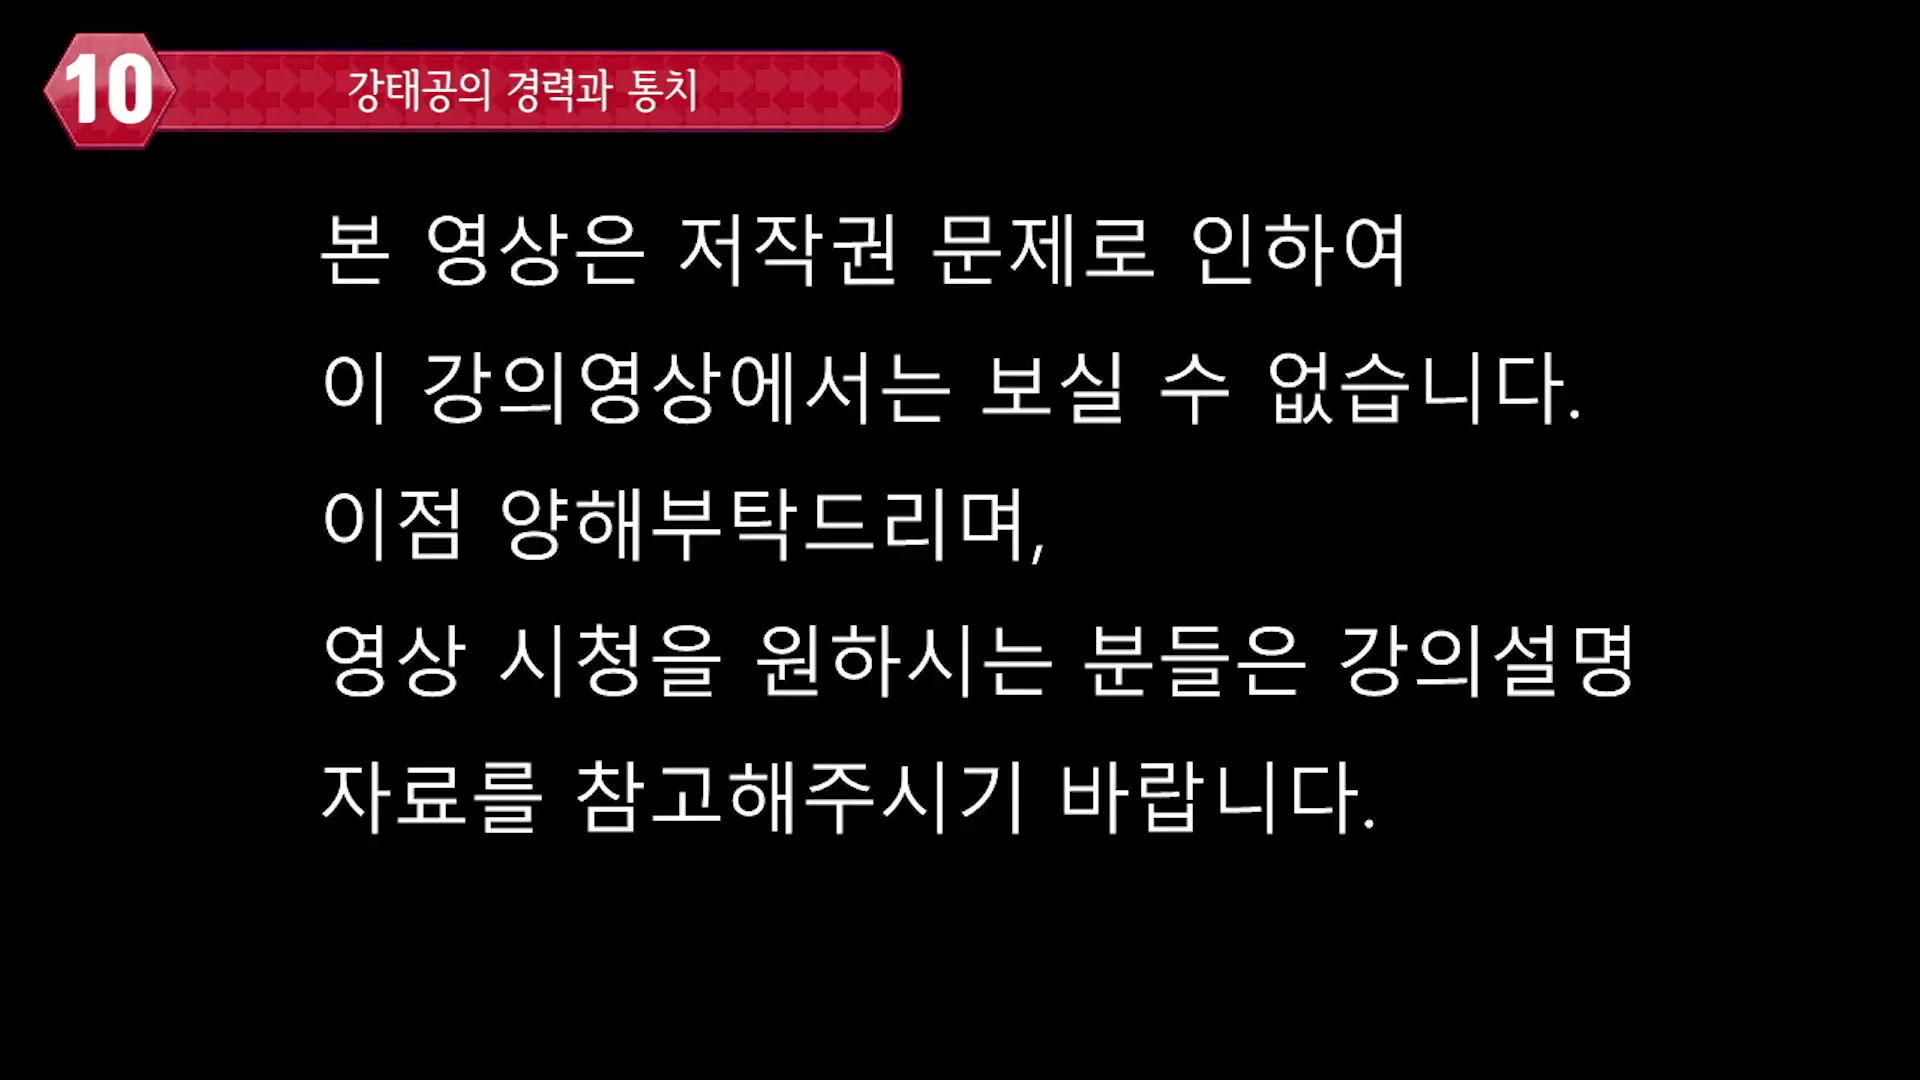 10
강태공의 경력과 통치
본 영상은 저작권 문제로 인하여
이 강의영상에서는 보실 수 없습니다.
이점 양해부탁드리며,
영상 시청을 원하시는 분들은 강의설명
자료를 참고해주시기 바랍니다.